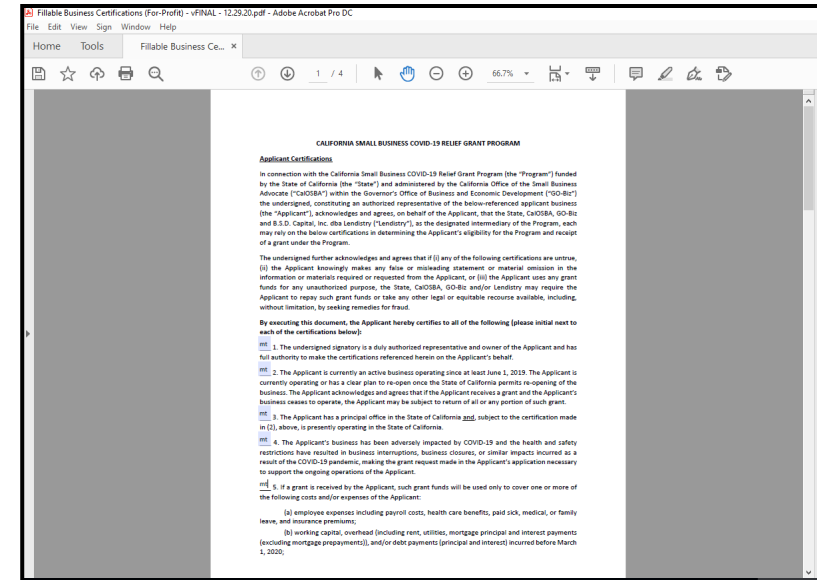 Fillable Business Certifications (For-Profit) - vFINAL - 12.29.20.pdf - Adobe Acrobat Pro DC
File Edit View Sign Window Help
Home Tools Fillable Business Ce... ×
1 / 4 66.7%
CALIFORNIA SMALL BUSINESS COVID-19 RELIEF GRANT PROGRAM
Applicant Certifications
In connection with the California Small Business COVID-19 Relief Grant Program (the “Program”) funded
by the State of California (the “State”) and administered by the California Office of the Small Business
Advocate (“CalOSBA”) within the Governor’s Office of Business and Economic Development (“GO-Biz”)
the undersigned, constituting an authorized representative of the below-referenced applicant business
(the “Applicant”), acknowledges and agrees, on behalf of the Applicant, that the State, CalOSBA, GO-Biz
and B.S.D. Capital, Inc. dba Lendistry (“Lendistry”), as the designated intermediary of the Program, each
may rely on the below certifications in determining the Applicant’s eligibility for the Program and receipt
of a grant under the Program.
The undersigned further acknowledges and agrees that if (i) any of the following certifications are untrue,
(ii) the Applicant knowingly makes any false or misleading statement or material omission in the
information or materials required or requested from the Applicant, or (iii) the Applicant uses any grant
funds for any unauthorized purpose, the State, CalOSBA, GO-Biz and/or Lendistry may require the
Applicant to repay such grant funds or take any other legal or equitable recourse available, including,
without limitation, by seeking remedies for fraud.
By executing this document, the Applicant hereby certifies to all of the following (please initial next to
each of the certifications below):
mt 1. The undersigned signatory is a duly authorized representative and owner of the Applicant and has
full authority to make the certifications referenced herein on the Applicant’s behalf.
mt 2. The Applicant is currently an active business operating since at least June 1, 2019. The Applicant is
currently operating or has a clear plan to re-open once the State of California permits re-opening of the
business. The Applicant acknowledges and agrees that if the Applicant receives a grant and the Applicant’s
business ceases to operate, the Applicant may be subject to return of all or any portion of such grant.
mt 3. The Applicant has a principal office in the State of California and, subject to the certification made
in (2), above, is presently operating in the State of California.
mt 4. The Applicant’s business has been adversely impacted by COVID-19 and the health and safety
restrictions have resulted in business interruptions, business closures, or similar impacts incurred as a
result of the COVID-19 pandemic, making the grant request made in the Applicant’s application necessary
to support the ongoing operations of the Applicant.
mt 5. If a grant is received by the Applicant, such grant funds will be used only to cover one or more of
the following costs and/or expenses of the Applicant:
(a) employee expenses including payroll costs, health care benefits, paid sick, medical, or family
leave, and insurance premiums;
(b) working capital, overhead (including rent, utilities, mortgage principal and interest payments
(excluding mortgage prepayments)), and/or debt payments (principal and interest) incurred before March
1, 2020;